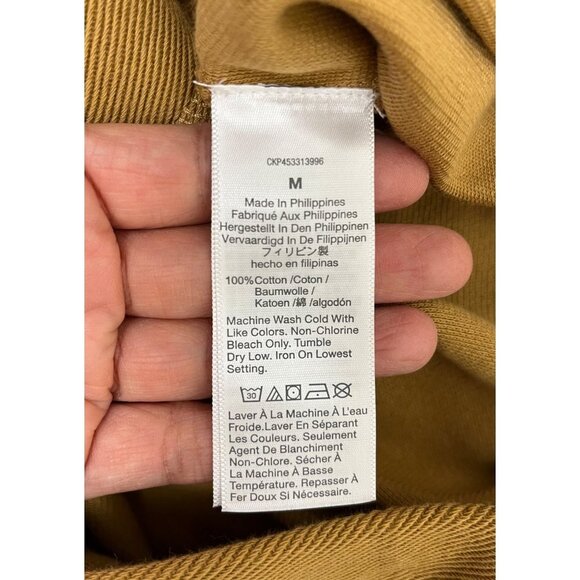 CKP453313996
M
Made In Philippines
Fabriqué Aux Philippines
Hergestellt In Den Philippinen
Vervaardigd In De Filippijnen
フィリピン製
hecho en filipinas
100%Cotton /Coton /
Baumwolle /
Katoen /綿 /algodón
Machine Wash Cold With
Like Colors. Non-Chlorine
Bleach Only. Tumble
Dry Low. Iron On Lowest
Setting.
30
Laver À La Machine À L'eau
Froide.Laver En Séparant
Les Couleurs. Seulement
Agent De Blanchiment
Non-Chlore. Sécher À
La Machine À Basse
Température. Repasser À
Fer Doux Si Nécessaire.